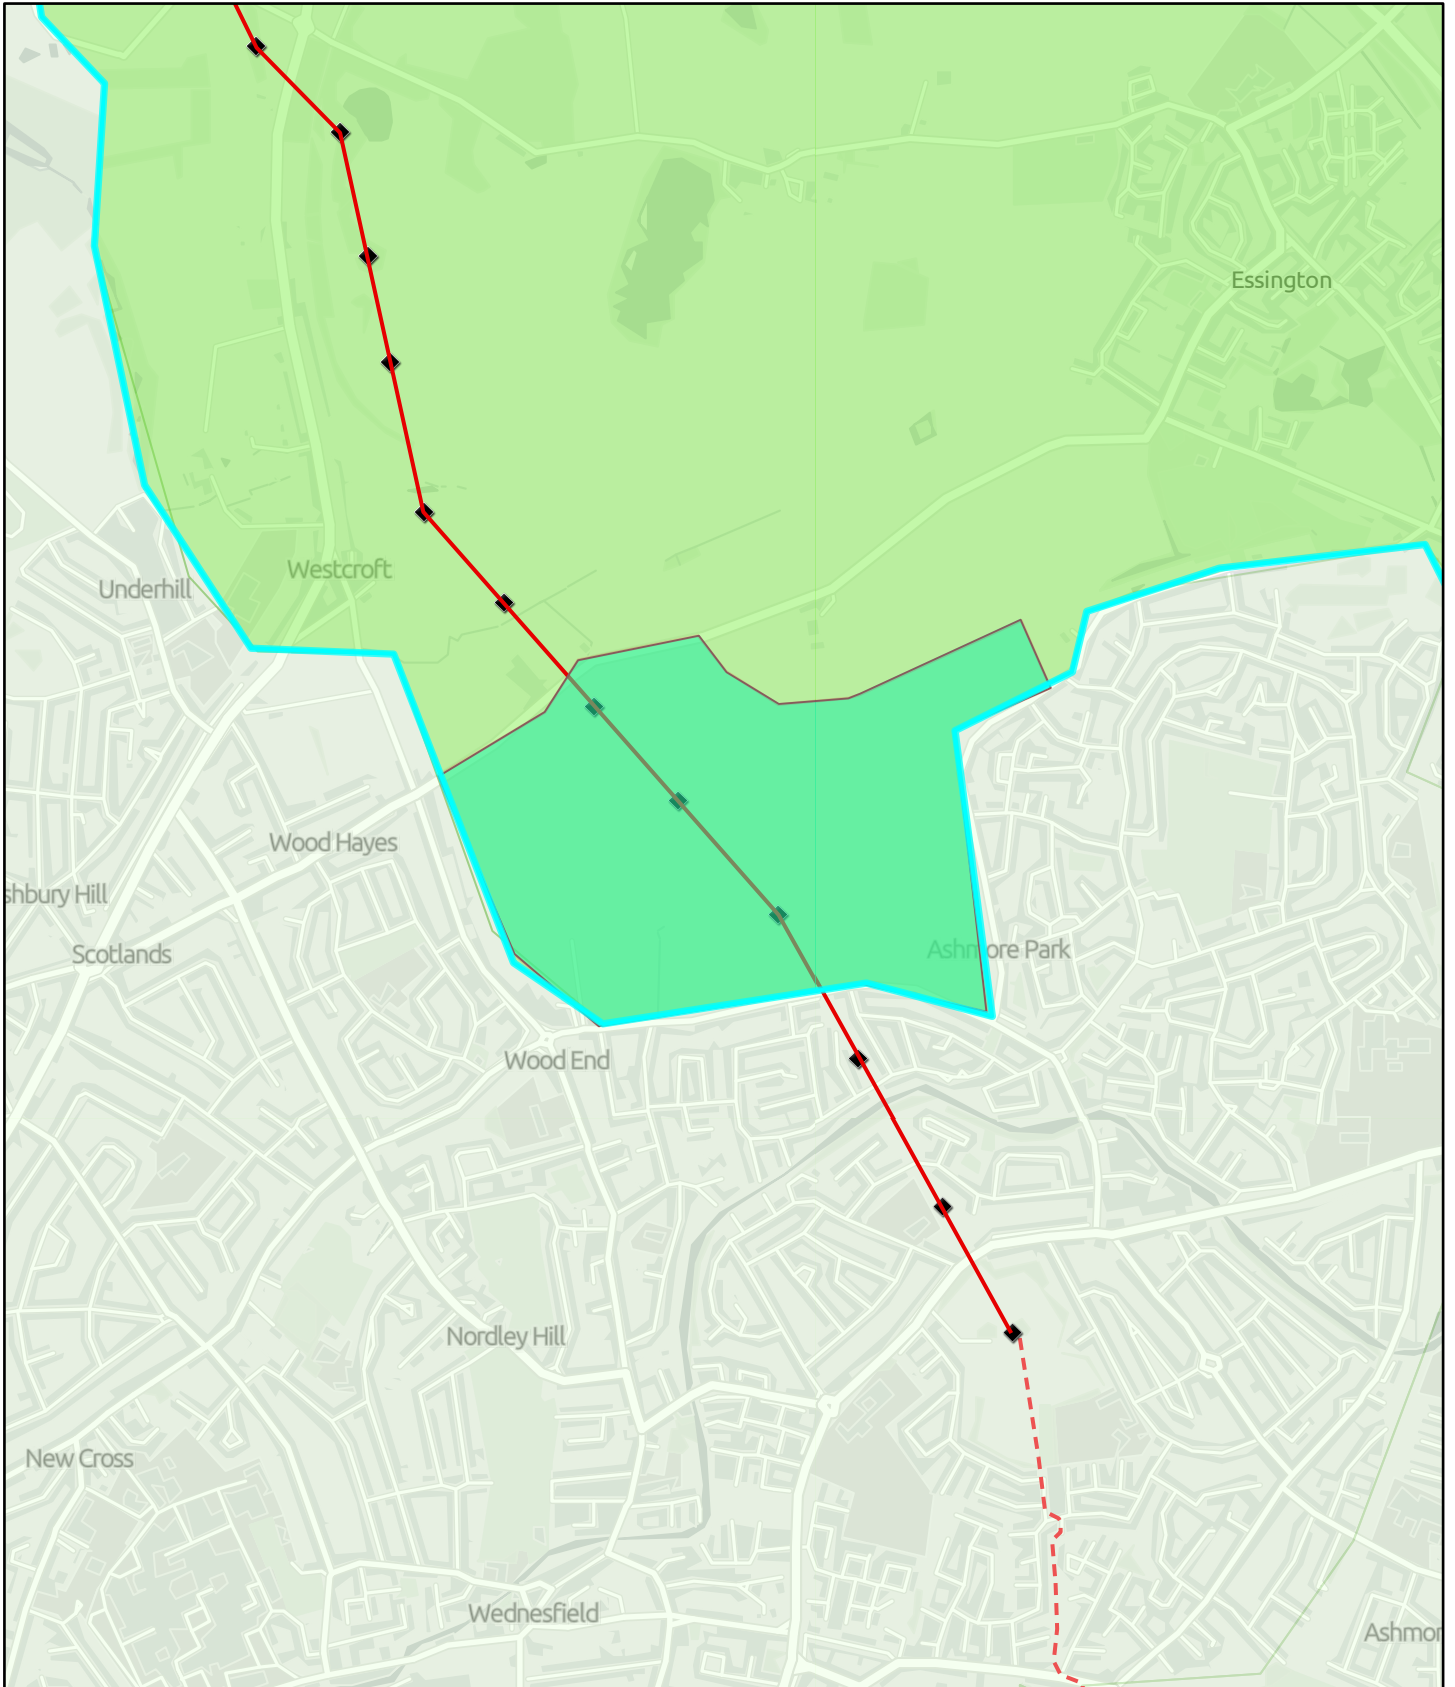 Essington
Westcroft
Underhill
Wood Hayes
shbury Hill
Scotlands
Ashmore Park
Wood End
Nordley Hill
New Cross
Wednesfield
Ashmor